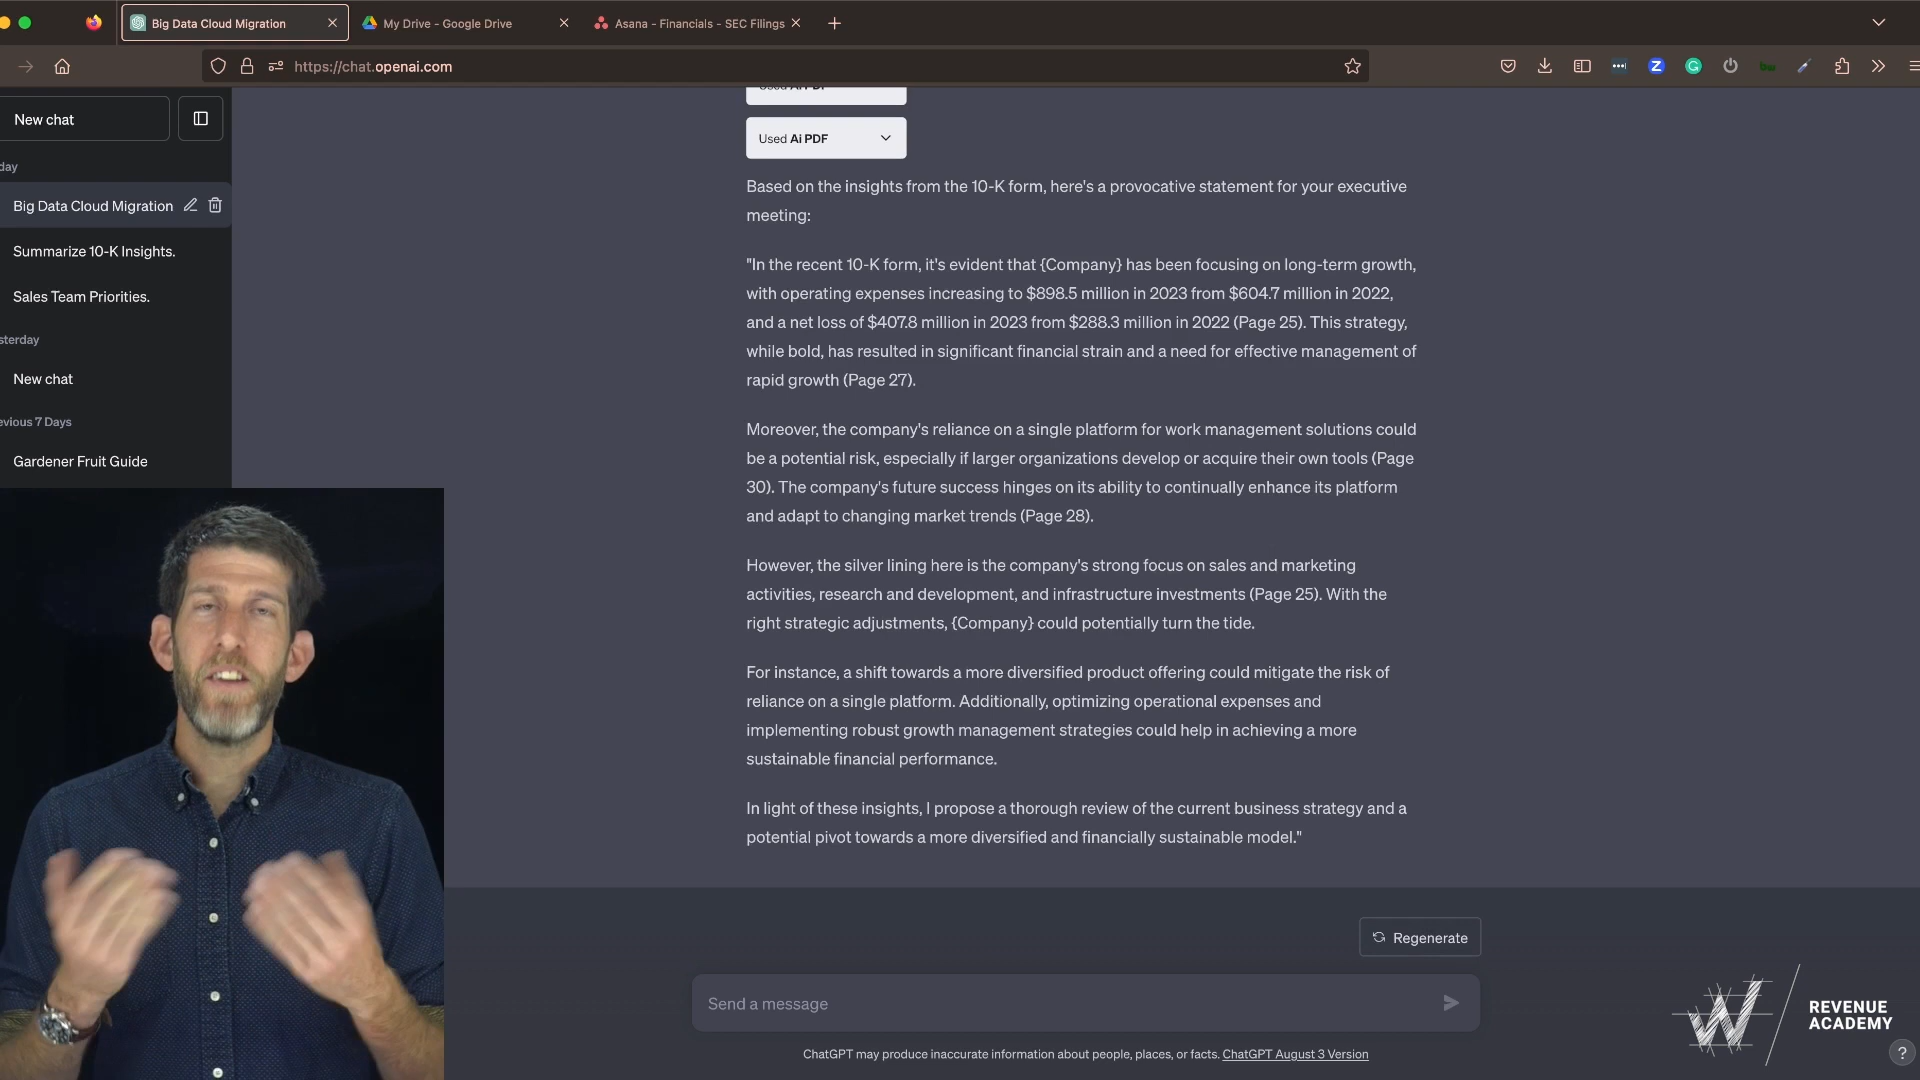 Big Data Cloud Migration
My Drive - Google Drive
Asana - Financials - SEC Filings
https://chat.openai.com
Z
New chat
day
Big Data Cloud Migration
Summarize 10-K Insights.
Sales Team Priorities.
sterday
New chat
evious 7 Days
Gardener Fruit Guide
Used Ai PDF
Used Ai PDF
Based on the insights from the 10-K form, here's a provocative statement for your executive
meeting:
"In the recent 10-K form, it's evident that {Company} has been focusing on long-term growth,
with operating expenses increasing to $898.5 million in 2023 from $604.7 million in 2022,
and a net loss of $407.8 million in 2023 from $288.3 million in 2022 (Page 25). This strategy,
while bold, has resulted in significant financial strain and a need for effective management of
rapid growth (Page 27).
Moreover, the company's reliance on a single platform for work management solutions could
be a potential risk, especially if larger organizations develop or acquire their own tools (Page
30). The company's future success hinges on its ability to continually enhance its platform
and adapt to changing market trends (Page 28).
However, the silver lining here is the company's strong focus on sales and marketing
activities, research and development, and infrastructure investments (Page 25). With the
right strategic adjustments, {Company} could potentially turn the tide.
For instance, a shift towards a more diversified product offering could mitigate the risk of
reliance on a single platform. Additionally, optimizing operational expenses and
implementing robust growth management strategies could help in achieving a more
sustainable financial performance.
In light of these insights, I propose a thorough review of the current business strategy and a
potential pivot towards a more diversified and financially sustainable model."
Regenerate
Send a message
ChatGPT may produce inaccurate information about people, places, or facts. ChatGPT August 3 Version
REVENUE
ACADEMY
?